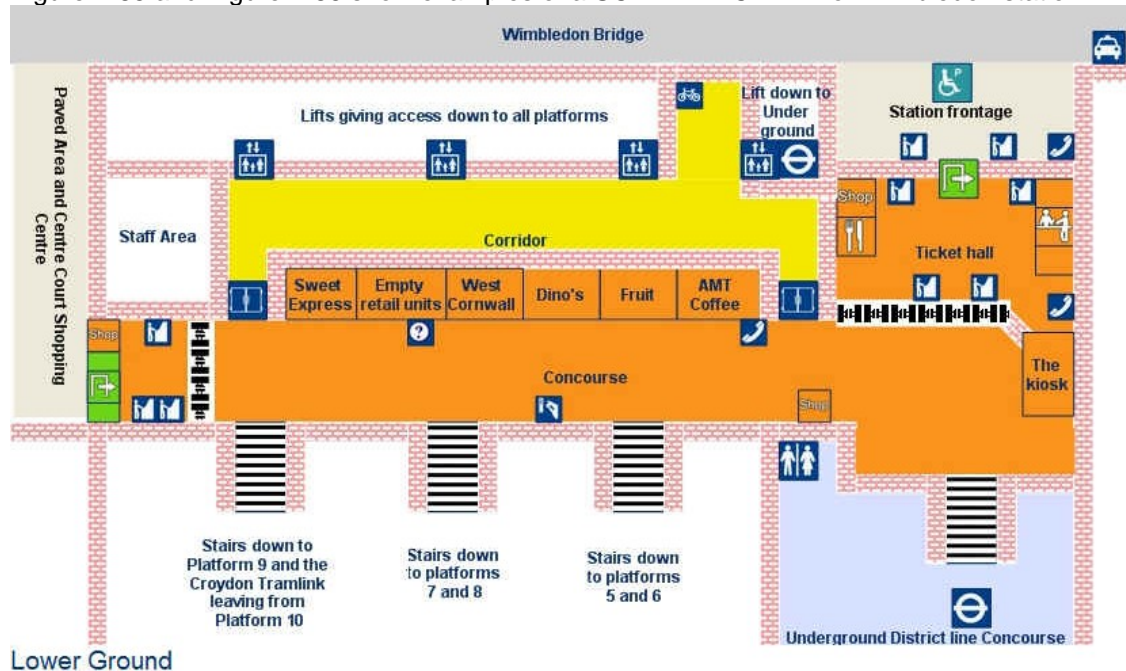 Wimbledon Bridge
Lifts giving access down to all platforms
Lift down to
Under
ground
Station frontage
Paved Area and Centre Court Shopping
Centre
Staff Area
Corridor
Shop
Ticket hall
Sweet
Express
Empty
retail units
West
Cornwall
Dino's
Fruit
AMT
Coffee
Shop
?
Concourse
Shop
The
kiosk
Stairs down to
Platform 9 and the
Croydon Tramlink
leaving from
Platform 10
Stairs down
to platforms
7 and 8
Stairs down
to platforms
5 and 6
Underground District line Concourse
Lower Ground